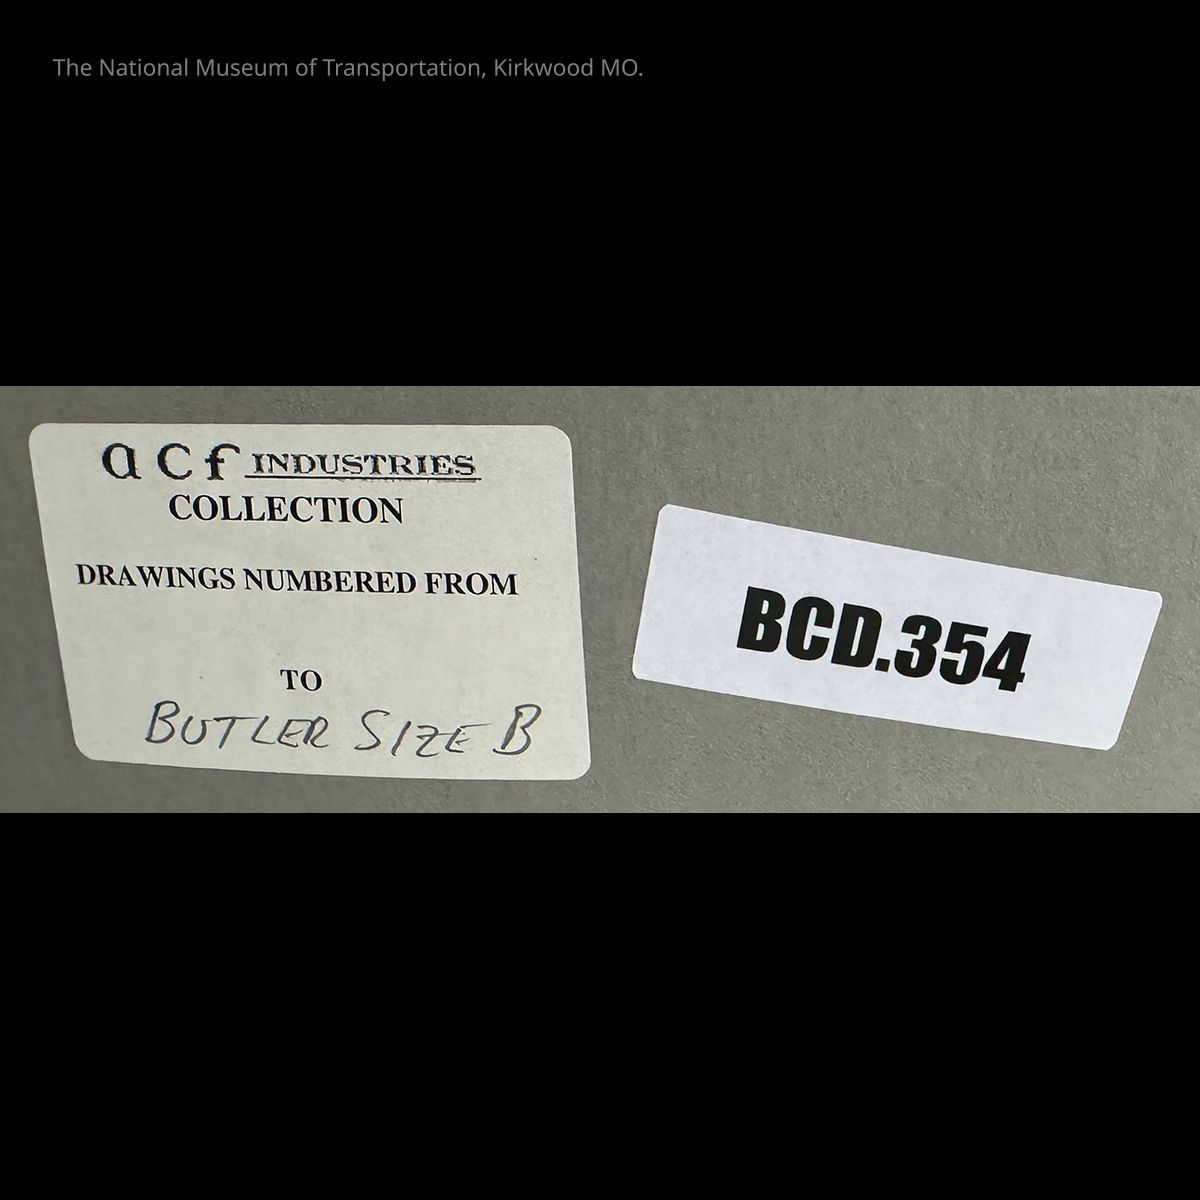 The National Museum of Transportation, Kirkwood MO.
acf INDUSTRIES
COLLECTION
DRAWINGS NUMBERED FROM
TO
BUTLER SIZE B
BCD.354